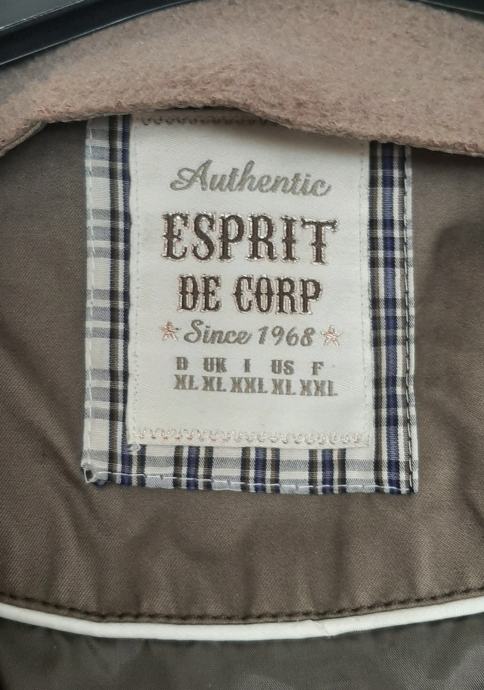 Authentic
ESPRIT
DE CORP
Since 1968
D UK I US F
XL XL XXL XL XXL